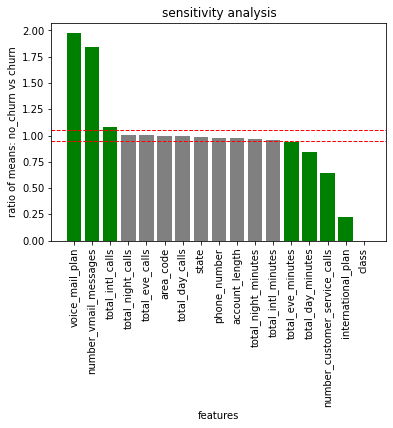 sensitivity analysis
ratio of means: no_churn vs churn
2.00
1.75
1.50
1.25
1.00
0.75
0.50
0.25
0.00
voice_mail_plan
number_vmail_messages
total_intl_calls
total_night_calls
total_eve_calls
area_code
total_day_calls
state
phone_number
account_length
total_night_minutes
total_intl_minutes
total_eve_minutes
total_day_minutes
number_customer_service_calls
international_plan
class
features